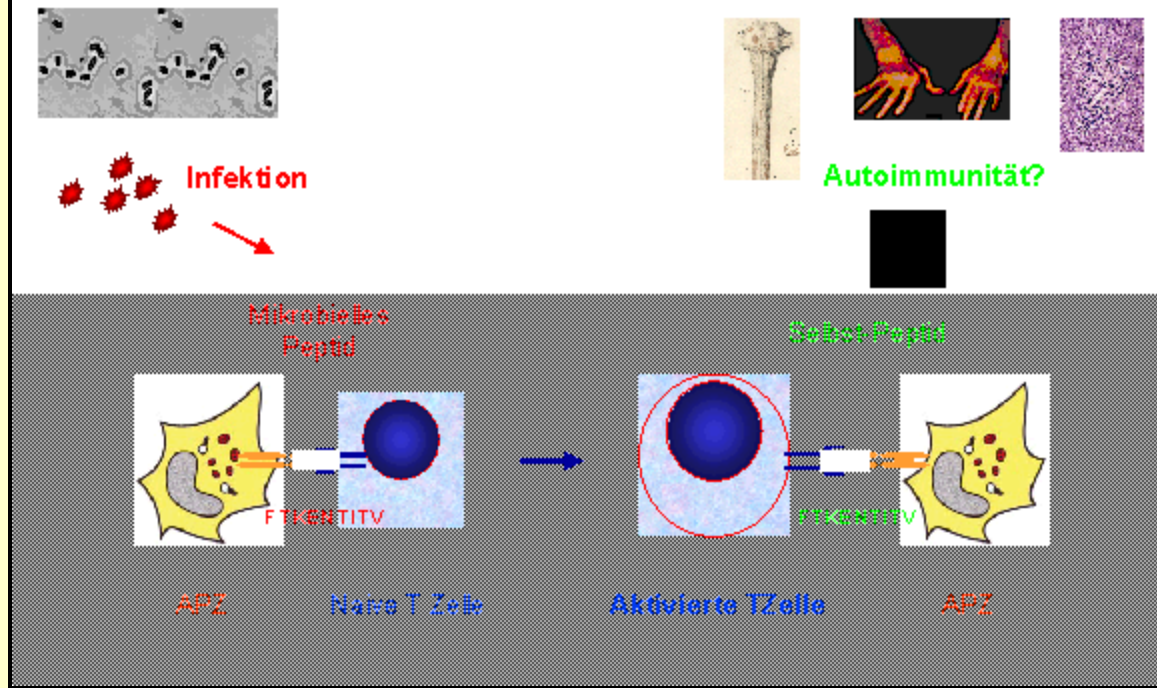 Infektion
Autoimmunität?
Mikrobielles
Peptid
Selbst-Peptid
FTKENTITV
FTKENTITV
APZ
Naive T Zelle
Aktivierte TZelle
APZ